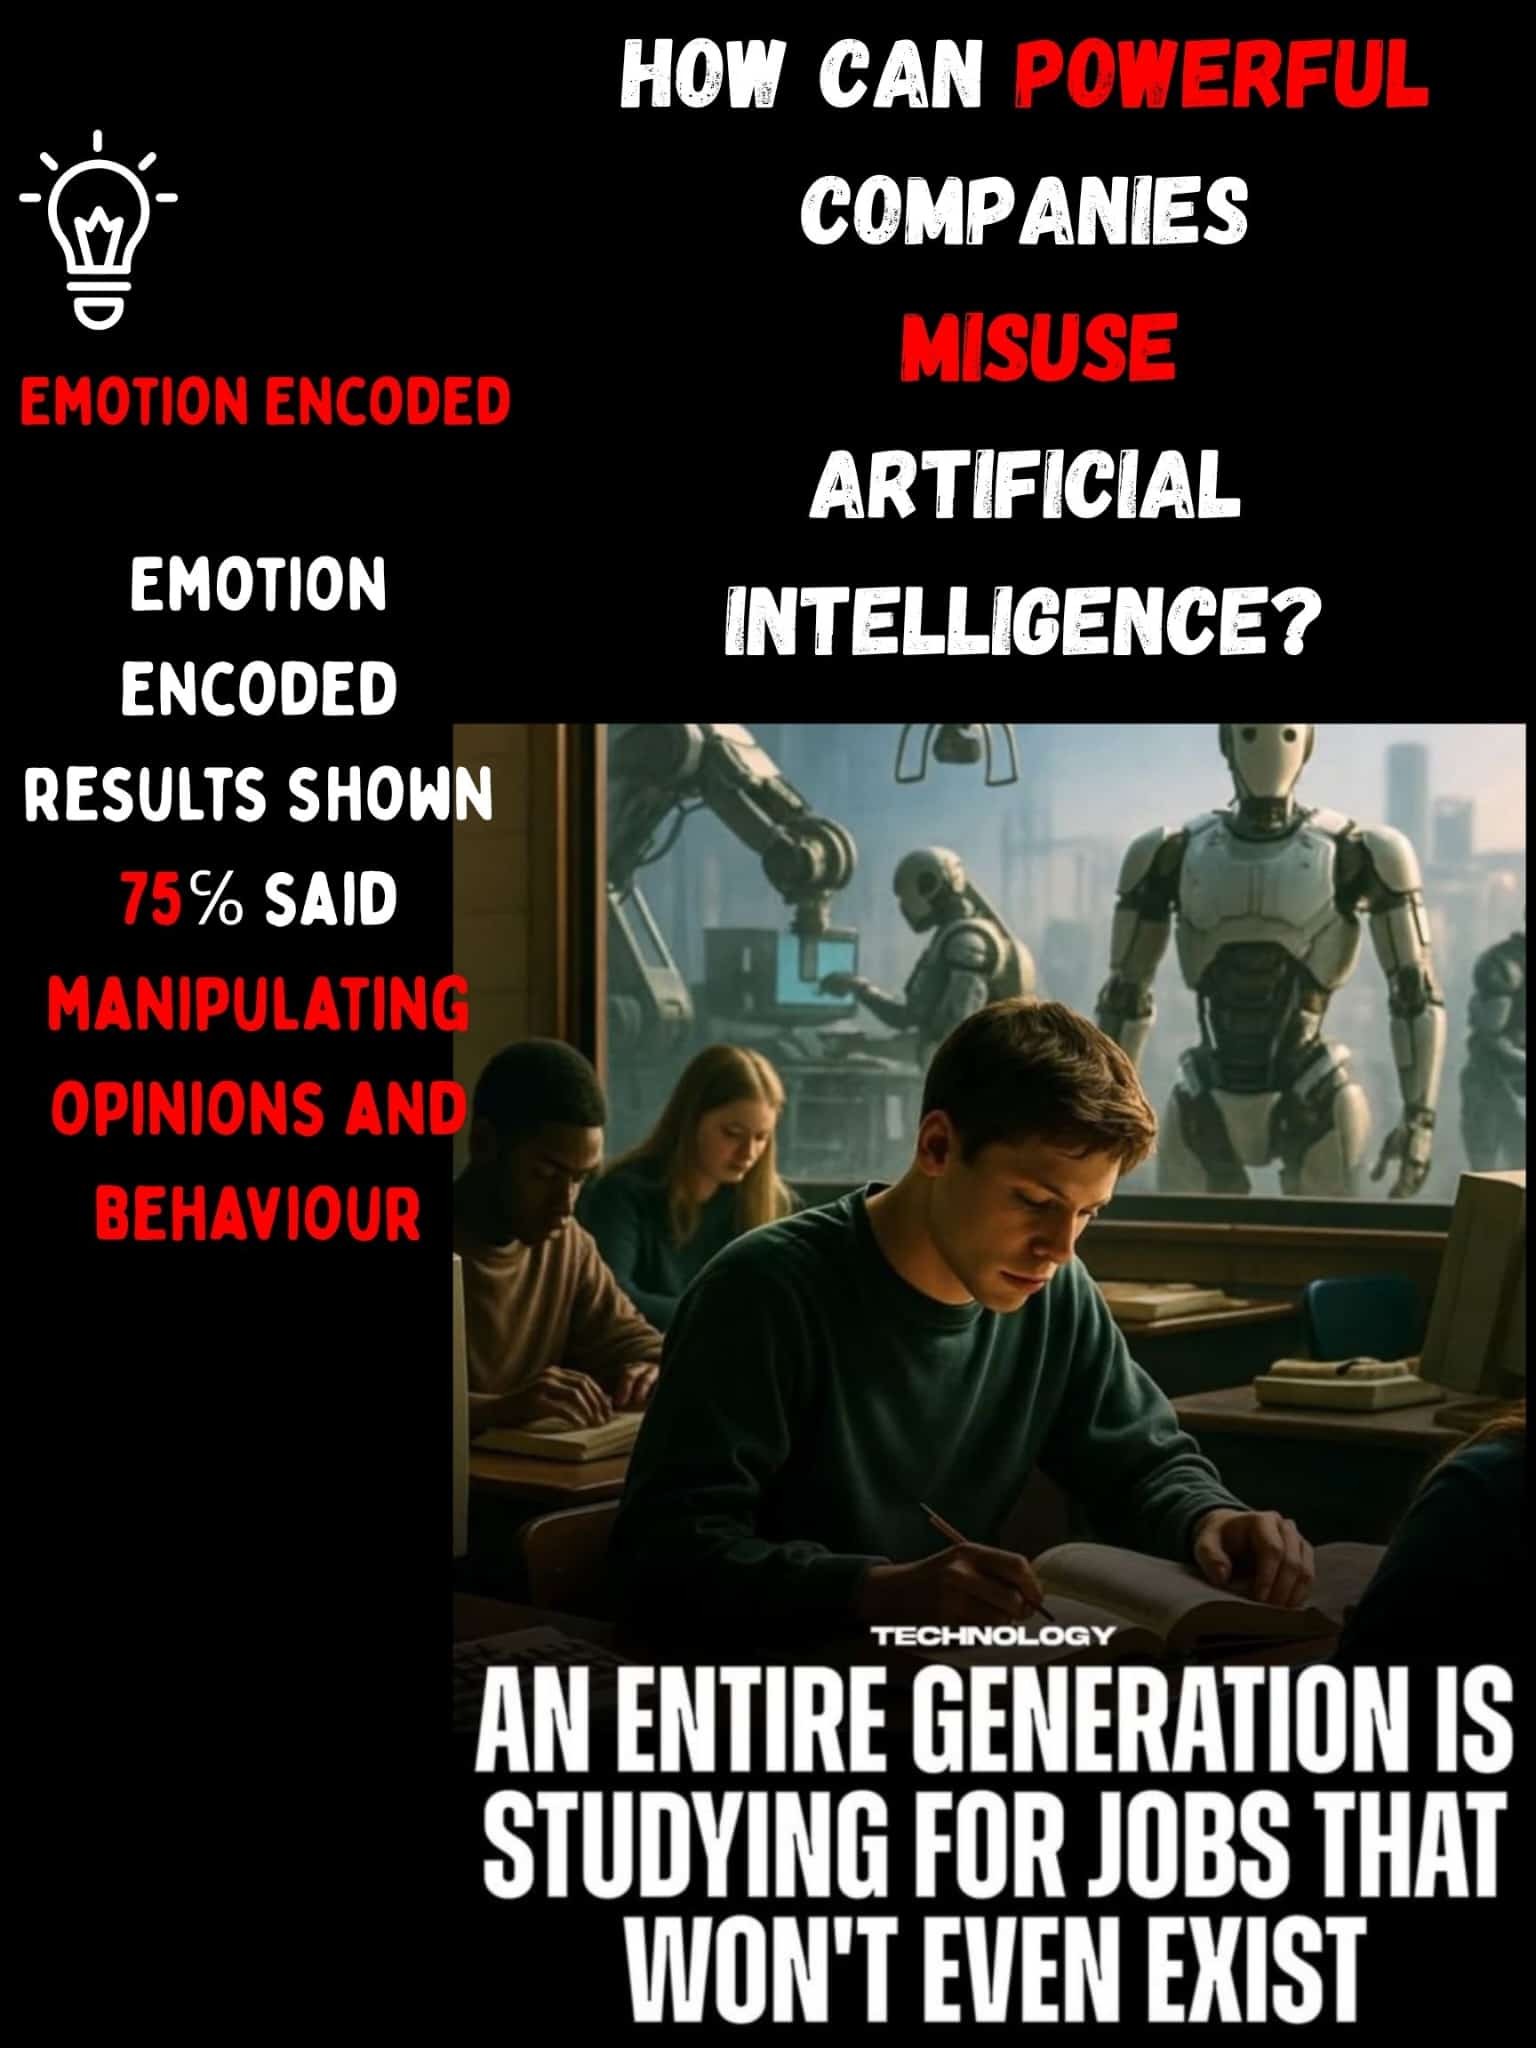 HOW CAN POWERFUL
COMPANIES
MISUSE
ARTIFICIAL
INTELLIGENCE?
EMOTION ENCODED
EMOTION
ENCODED
RESULTS SHOWN
75℅ SAID
MANIPULATING
OPINIONS AND
BEHAVIOUR
TECHNOLOGY
AN ENTIRE GENERATION IS
STUDYING FOR JOBS THAT
WON'T EVEN EXIST